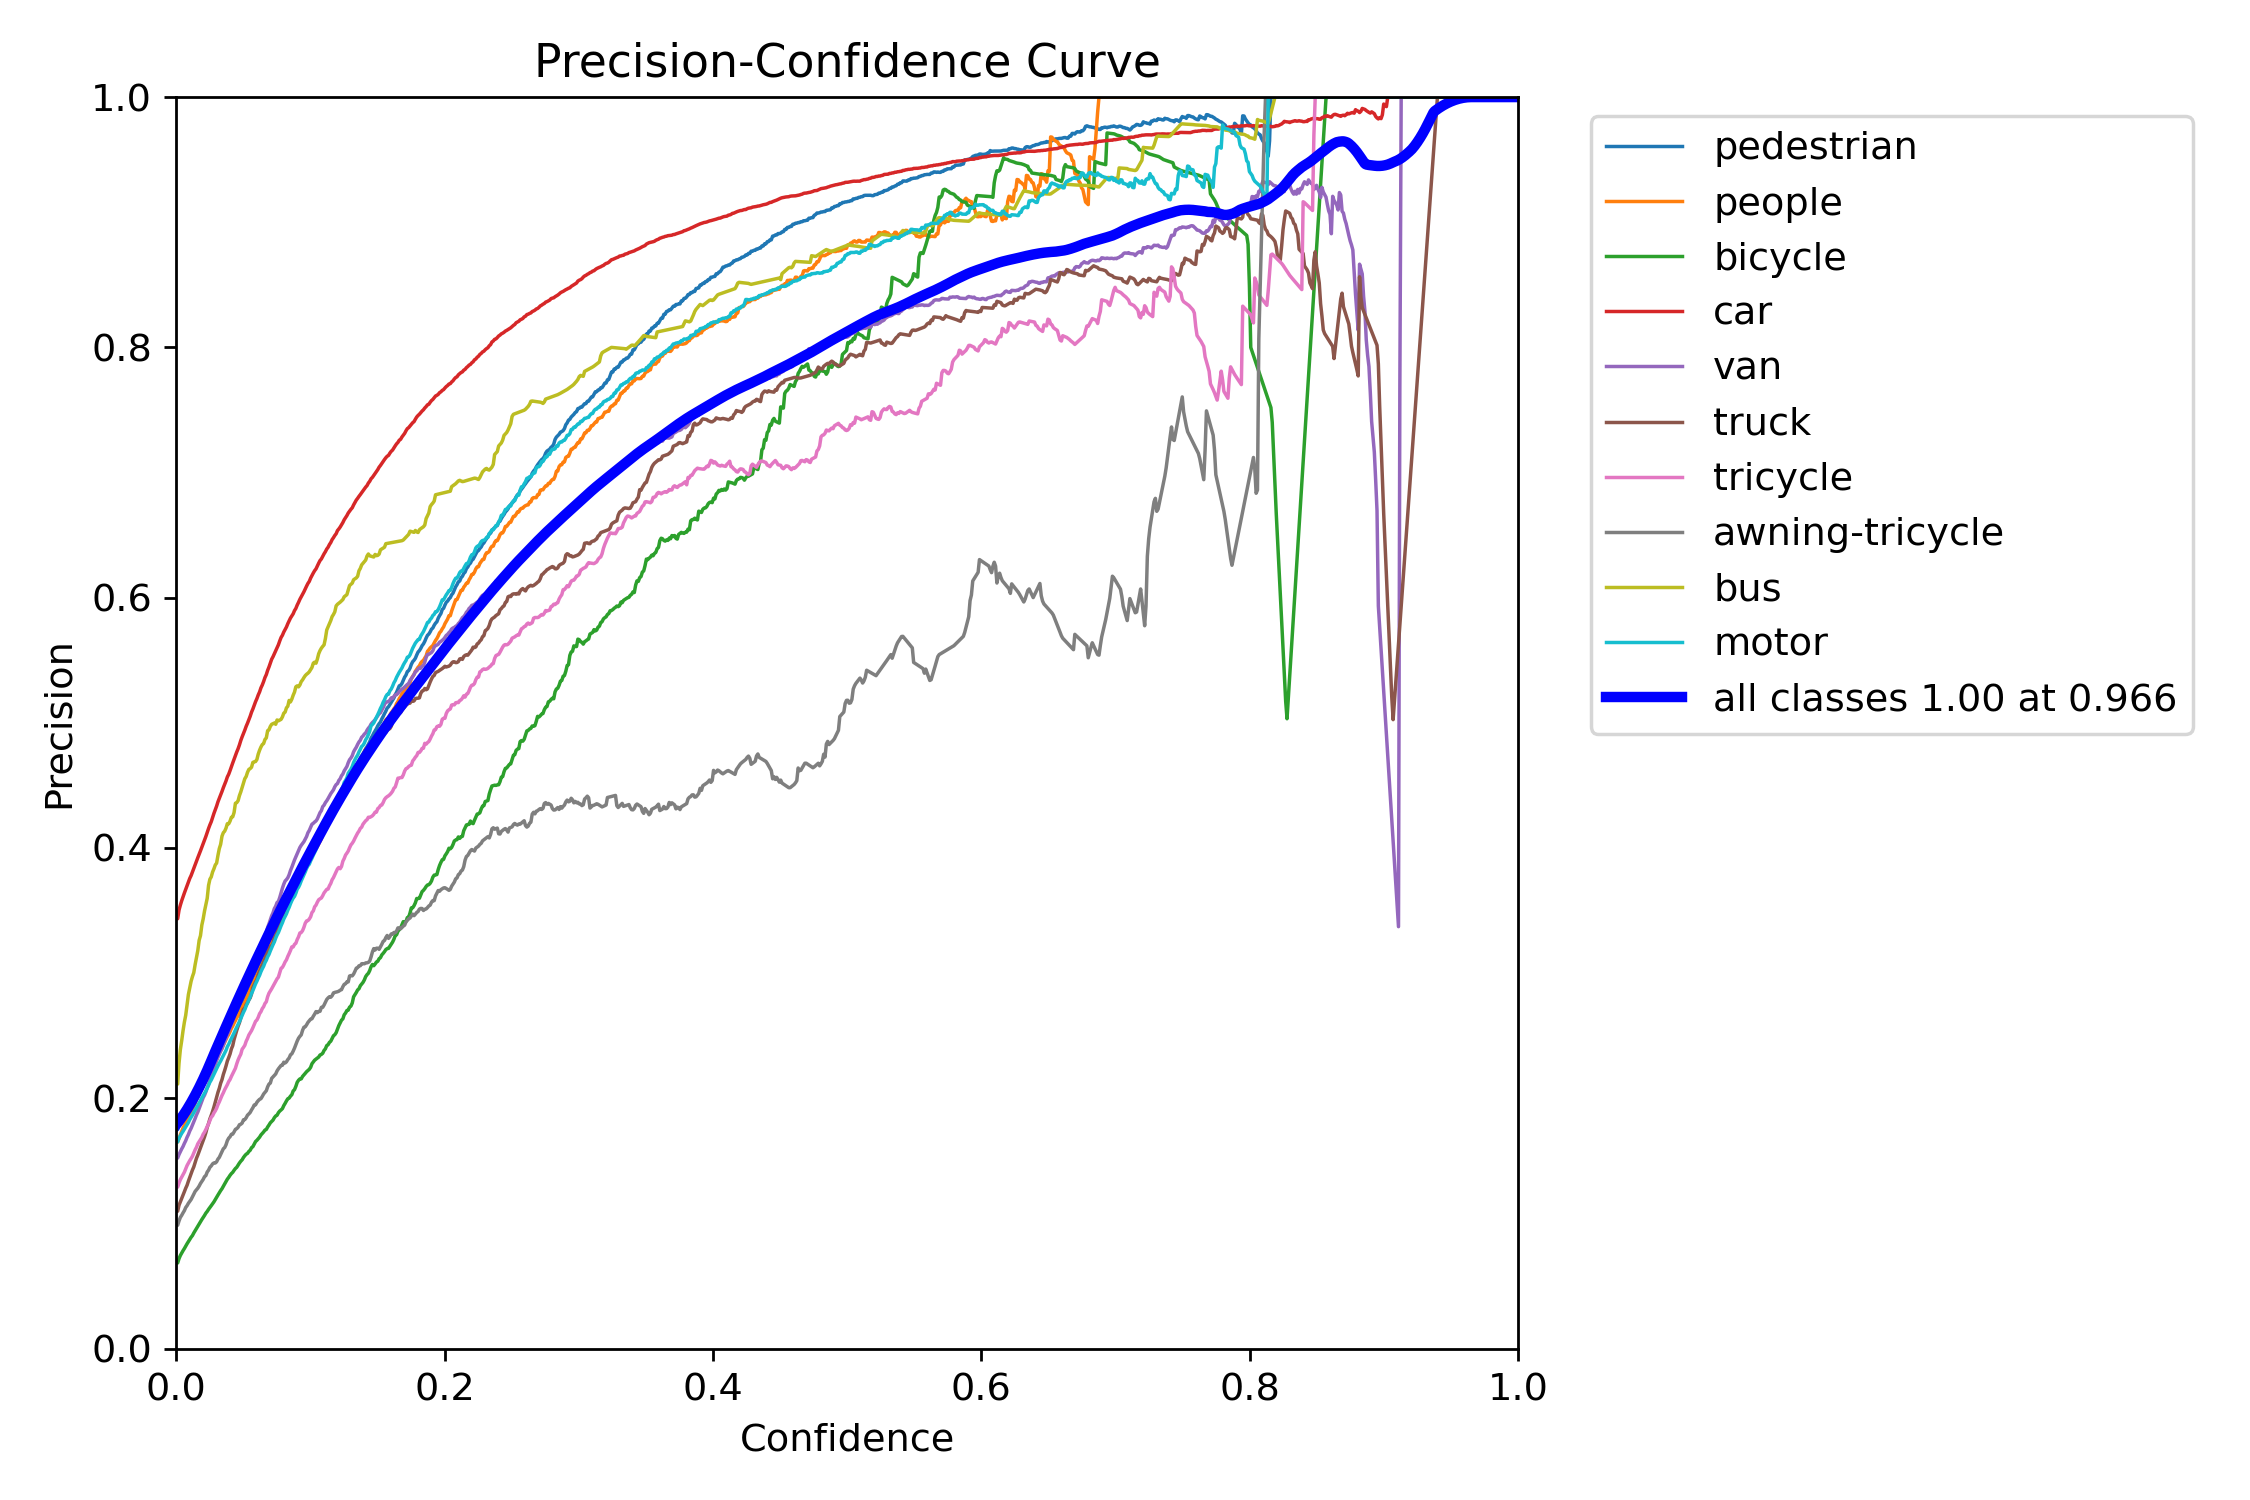 Precision-Confidence Curve
1.0
0.8
0.6
0.4
0.2
0.0
Precision
0.0 0.2 0.4 0.6 0.8 1.0
Confidence
pedestrian
people
bicycle
car
van
truck
tricycle
awning-tricycle
bus
motor
all classes 1.00 at 0.966